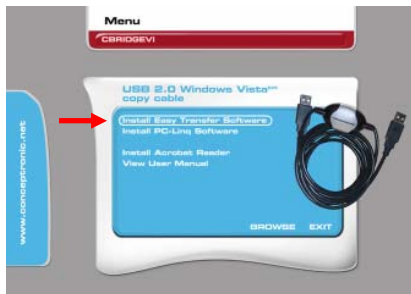 Menu
CBRIDGEVI
USB 2.0 Windows Vista™
copy cable
Install Easy Transfer Software
Install PC-Linq Software
Install Acrobat Reader
View User Manual
BROWSE EXIT
www.conceptronic.net